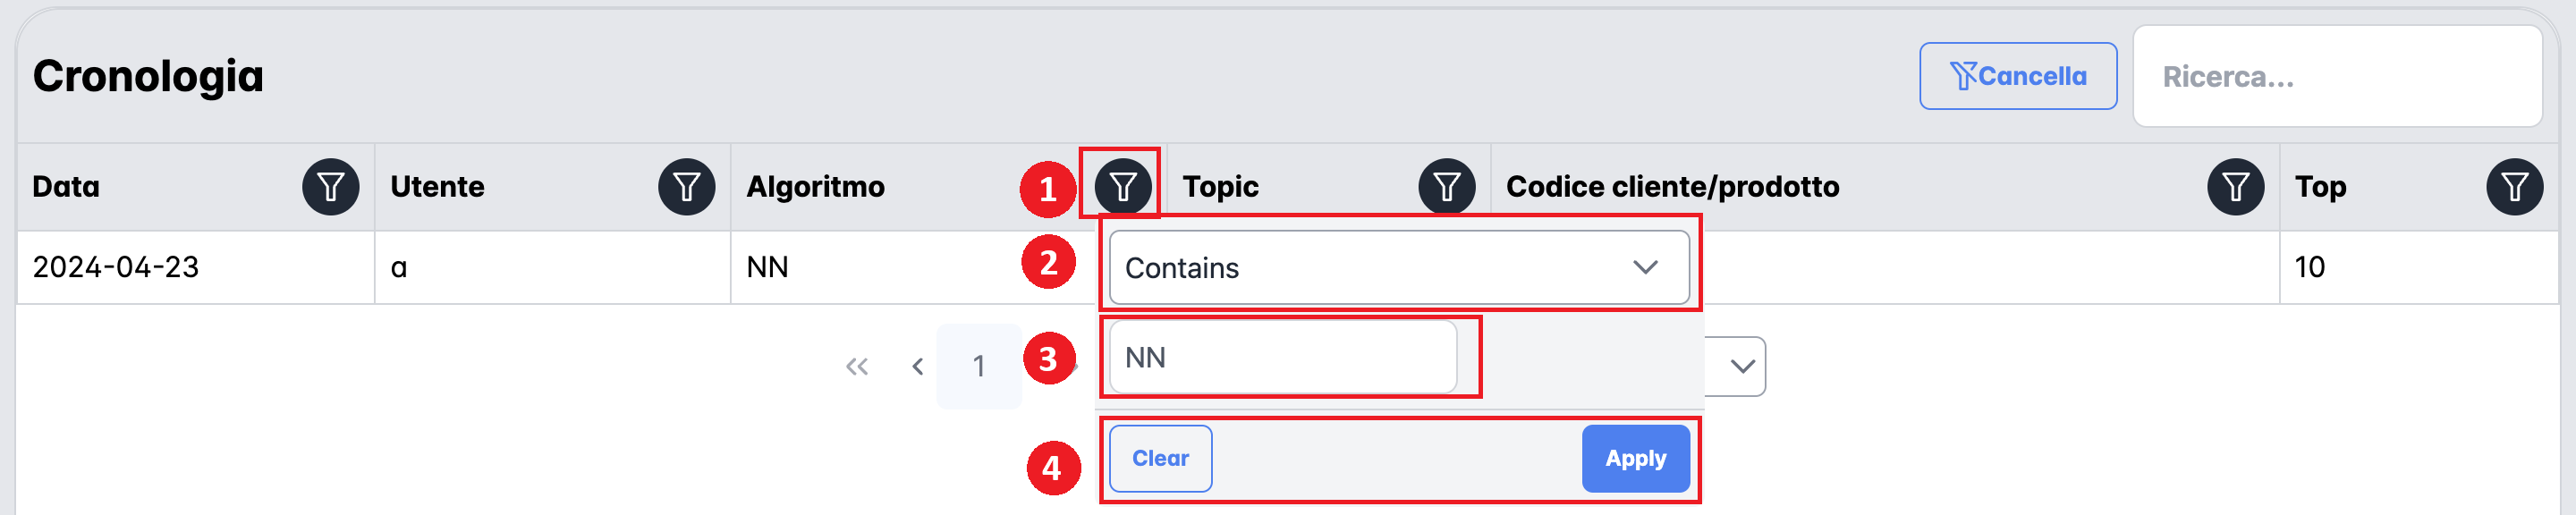 Cronologia
Cancella
Ricerca...
Data
Utente
Algoritmo
1
Topic
Codice cliente/prodotto
Top
2024-04-23
a
NN
2
Contains
10
1
3
NN
4
Clear
Apply